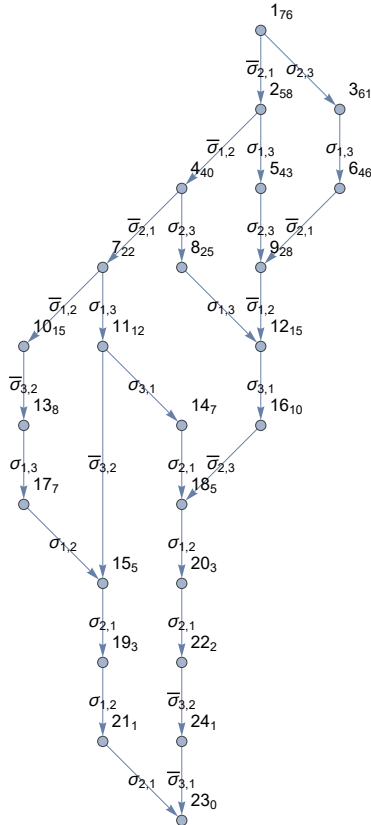 1₇₆
σ̅₂,₁ σ₂,₃
2₅₈ 3₆₁
σ̅₁,₂ σ₁,₃ σ₁,₃
4₄₀ 5₄₃ 6₄₆
σ̅₂,₁ σ₂,₃ σ₂,₃ σ̅₂,₁
7₂₂ 8₂₅ 9₂₈
σ̅₁,₂ σ₁,₃ σ₁,₃ σ̅₁,₂
10₁₅ 11₁₂ 12₁₅
σ̅₃,₂ σ₃,₁ σ₃,₁
13₈ 14₇ 16₁₀
σ₁,₃ σ̅₃,₂ σ₂,₁ σ̅₂,₃
17₇ 18₅
σ₁,₂ σ₁,₂
15₅ 20₃
σ₂,₁ σ₂,₁
19₃ 22₂
σ₁,₂ σ̅₃,₂
21₁ 24₁
σ₂,₁ σ̅₃,₁
23₀